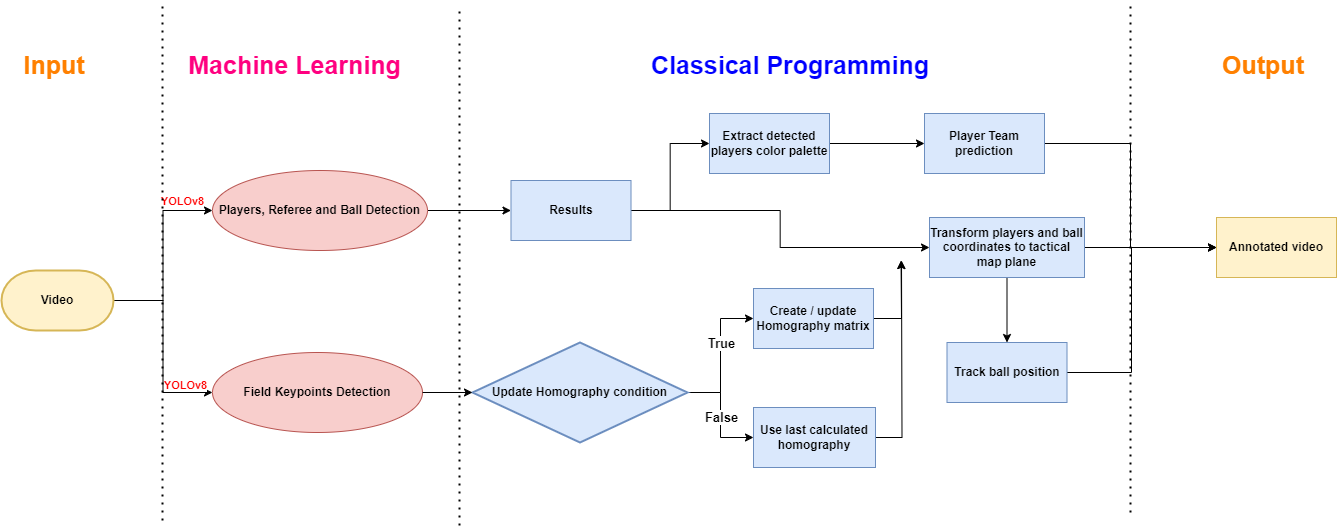 Input
Machine Learning
Classical Programming
Output
Extract detected
players color palette
Player Team
prediction
YOLOv8
Players, Referee and Ball Detection
Results
Transform players and ball
coordinates to tactical
map plane
Annotated video
Video
Create / update
Homography matrix
True
YOLOv8
Field Keypoints Detection
Update Homography condition
Track ball position
False
Use last calculated
homography